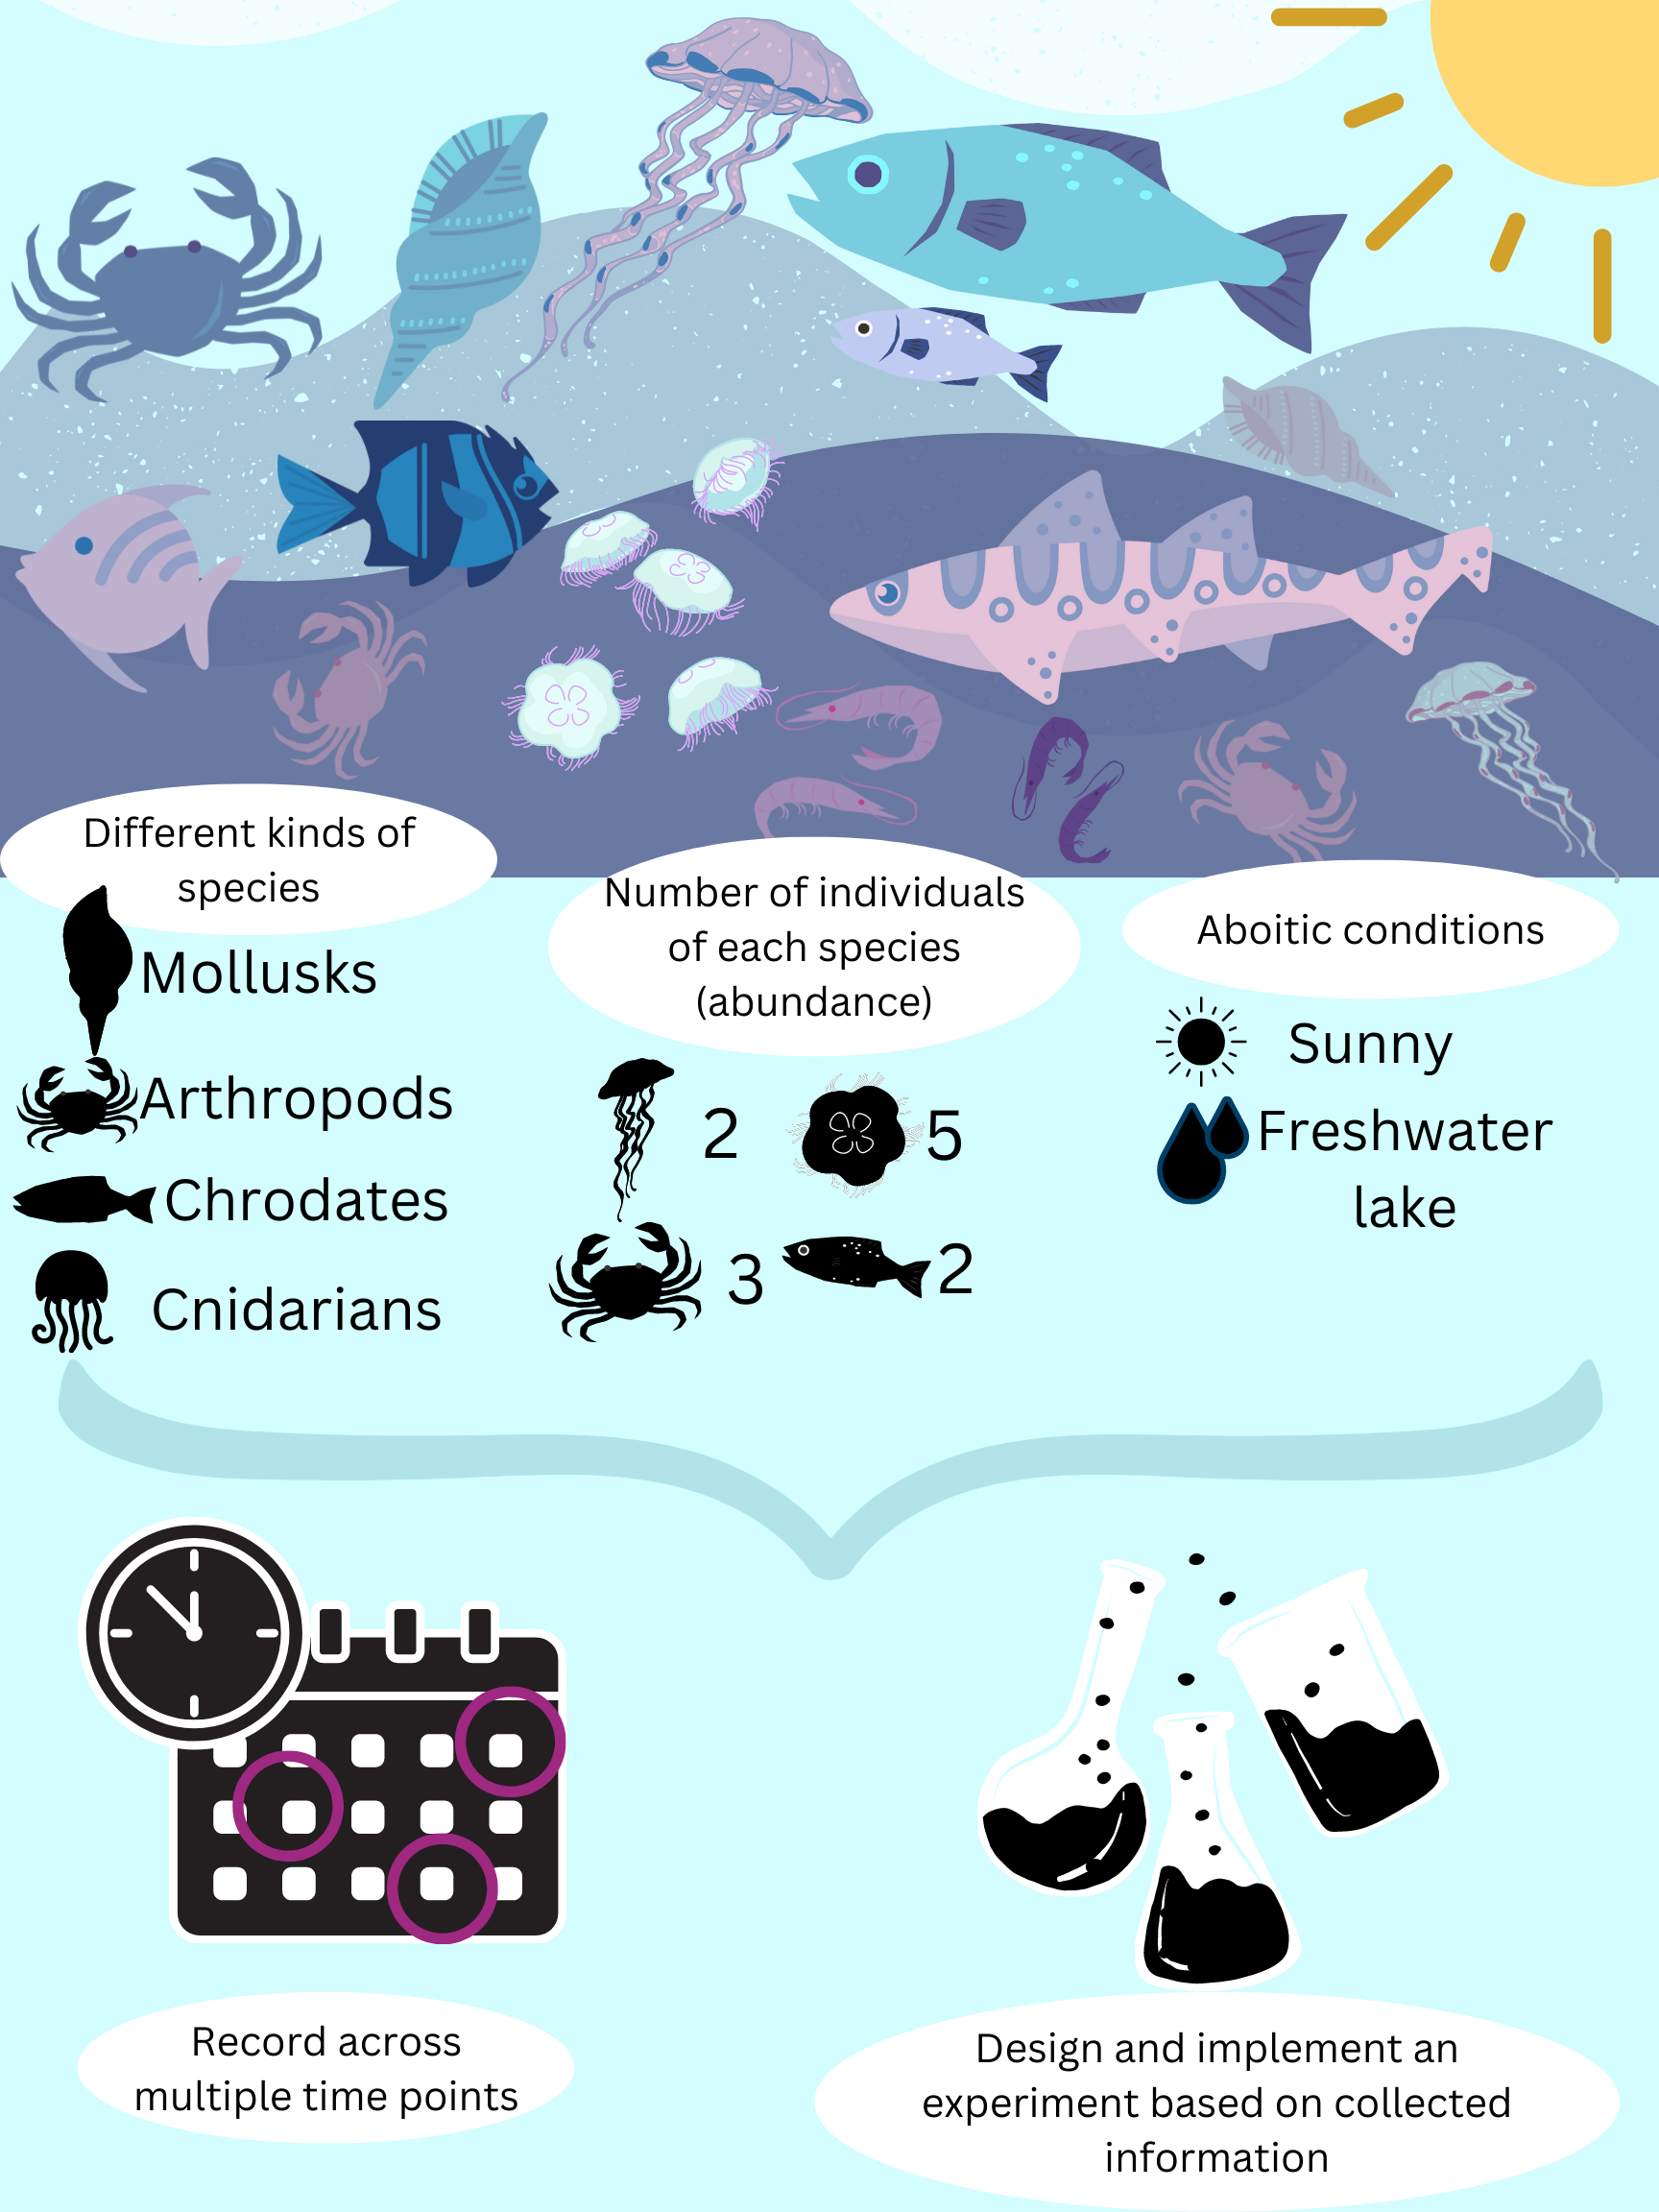 Different kinds of
species
Mollusks
Arthropods
Chrodates
Cnidarians
Number of individuals
of each species
(abundance)
2
5
3
2
Aboitic conditions
Sunny
Freshwater
lake
Record across
multiple time points
Design and implement an
experiment based on collected
information